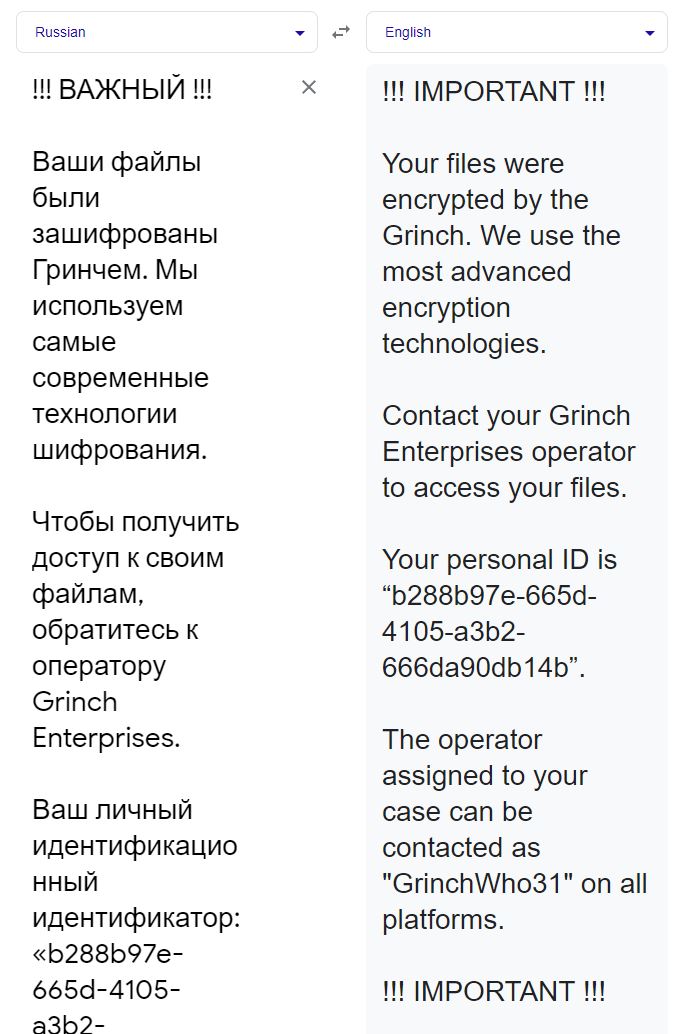 Russian
English
!!! ВАЖНЫЙ !!!
Ваши файлы
были
зашифрованы
Гринчем. Мы
используем
самые
современные
технологии
шифрования.
Чтобы получить
доступ к своим
файлам,
обратитесь к
оператору
Grinch
Enterprises.
Ваш личный
идентификацио
нный
идентификатор:
«b288b97e-
665d-4105-
a3b2-
!!! IMPORTANT !!!
Your files were
encrypted by the
Grinch. We use the
most advanced
encryption
technologies.
Contact your Grinch
Enterprises operator
to access your files.
Your personal ID is
“b288b97e-665d-
4105-a3b2-
666da90db14b”.
The operator
assigned to your
case can be
contacted as
"GrinchWho31" on all
platforms.
!!! IMPORTANT !!!